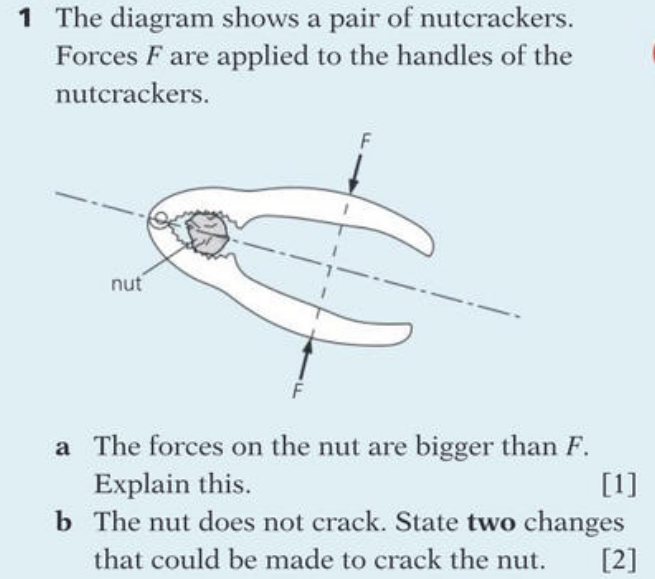 1 The diagram shows a pair of nutcrackers.
Forces F are applied to the handles of the
nutcrackers.
F
nut
F
a The forces on the nut are bigger than F.
Explain this. [1]
b The nut does not crack. State two changes
that could be made to crack the nut. [2]